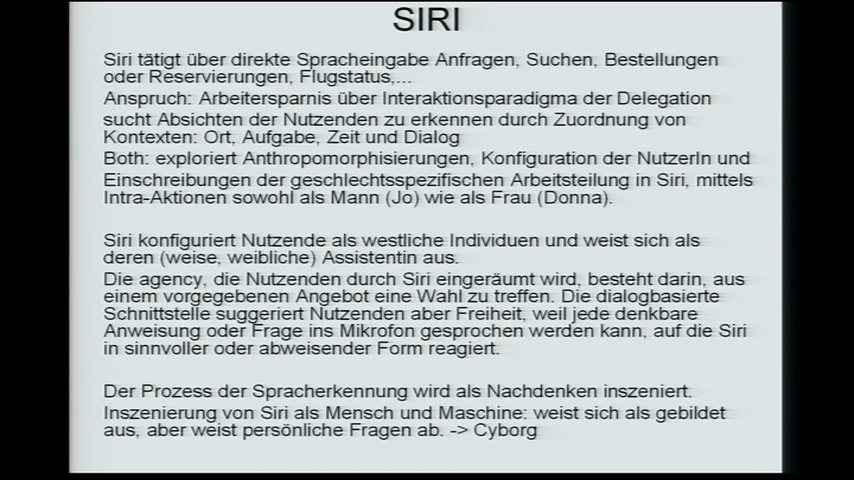 SIRI
Siri tätigt über direkte Spracheingabe Anfragen, Suchen, Bestellungen
oder Reservierungen, Flugstatus,...
Anspruch: Arbeitersparnis über Interaktionsparadigma der Delegation
sucht Absichten der Nutzenden zu erkennen durch Zuordnung von
Kontexten: Ort, Aufgabe, Zeit und Dialog
Both: exploriert Anthropomorphisierungen, Konfiguration der NutzerIn und
Einschreibungen der geschlechtsspezifischen Arbeitsteilung in Siri, mittels
Intra-Aktionen sowohl als Mann (Jo) wie als Frau (Donna).
Siri konfiguriert Nutzende als westliche Individuen und weist sich als
deren (weise, weibliche) Assistentin aus.
Die agency, die Nutzenden durch Siri eingeräumt wird, besteht darin, aus
einem vorgegebenen Angebot eine Wahl zu treffen. Die dialogbasierte
Schnittstelle suggeriert Nutzenden aber Freiheit, weil jede denkbare
Anweisung oder Frage ins Mikrofon gesprochen werden kann, auf die Siri
in sinnvoller oder abweisender Form reagiert.
Der Prozess der Spracherkennung wird als Nachdenken inszeniert.
Inszenierung von Siri als Mensch und Maschine: weist sich als gebildet
aus, aber weist persönliche Fragen ab. -> Cyborg